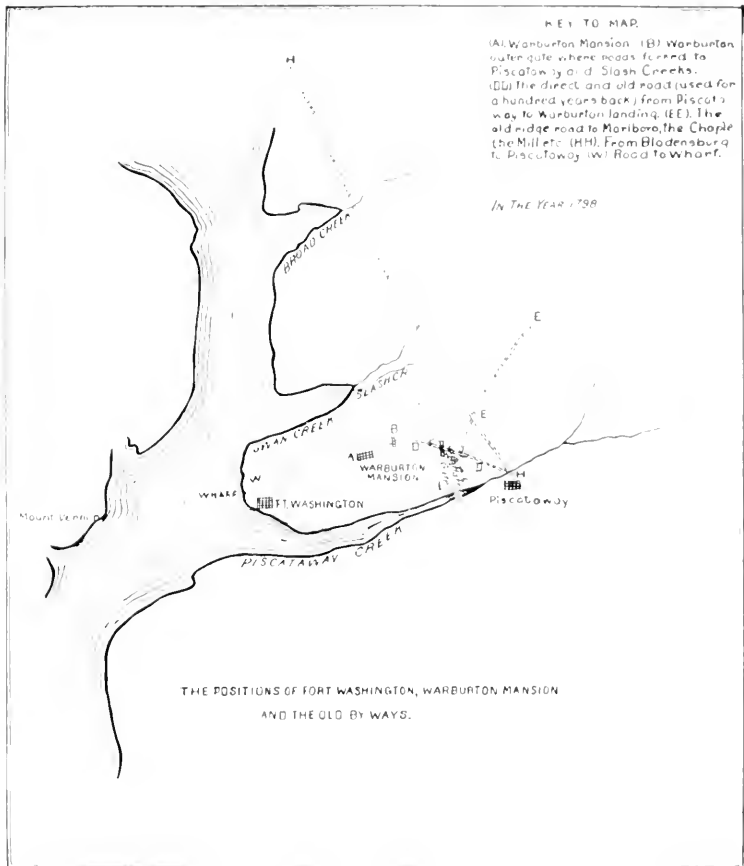 KEY TO MAP.
(A). Warburton Mansion (B) Warburton
outer gate where roads forked to
Piscataway and Slash Creeks.
(DD) The direct and old road (used for
a hundred years back) from Piscata
way to Warburton landing. (EE). The
old ridge road to Marlboro, the Chaple
the Mill etc (HH). From Bladensburg
to Piscataway (W) Road to Wharf.
IN THE YEAR 1798
H
BROAD CREEK
E
SLASH CR
E
SWAN CREEK
B
D
A
WARBURTON
MANSION
D
H
Piscataway
W
WHARF
FT. WASHINGTON
Mount Vernon
PISCATAWAY CREEK
THE POSITIONS OF FORT WASHINGTON, WARBURTON MANSION
AND THE OLD BY WAYS.